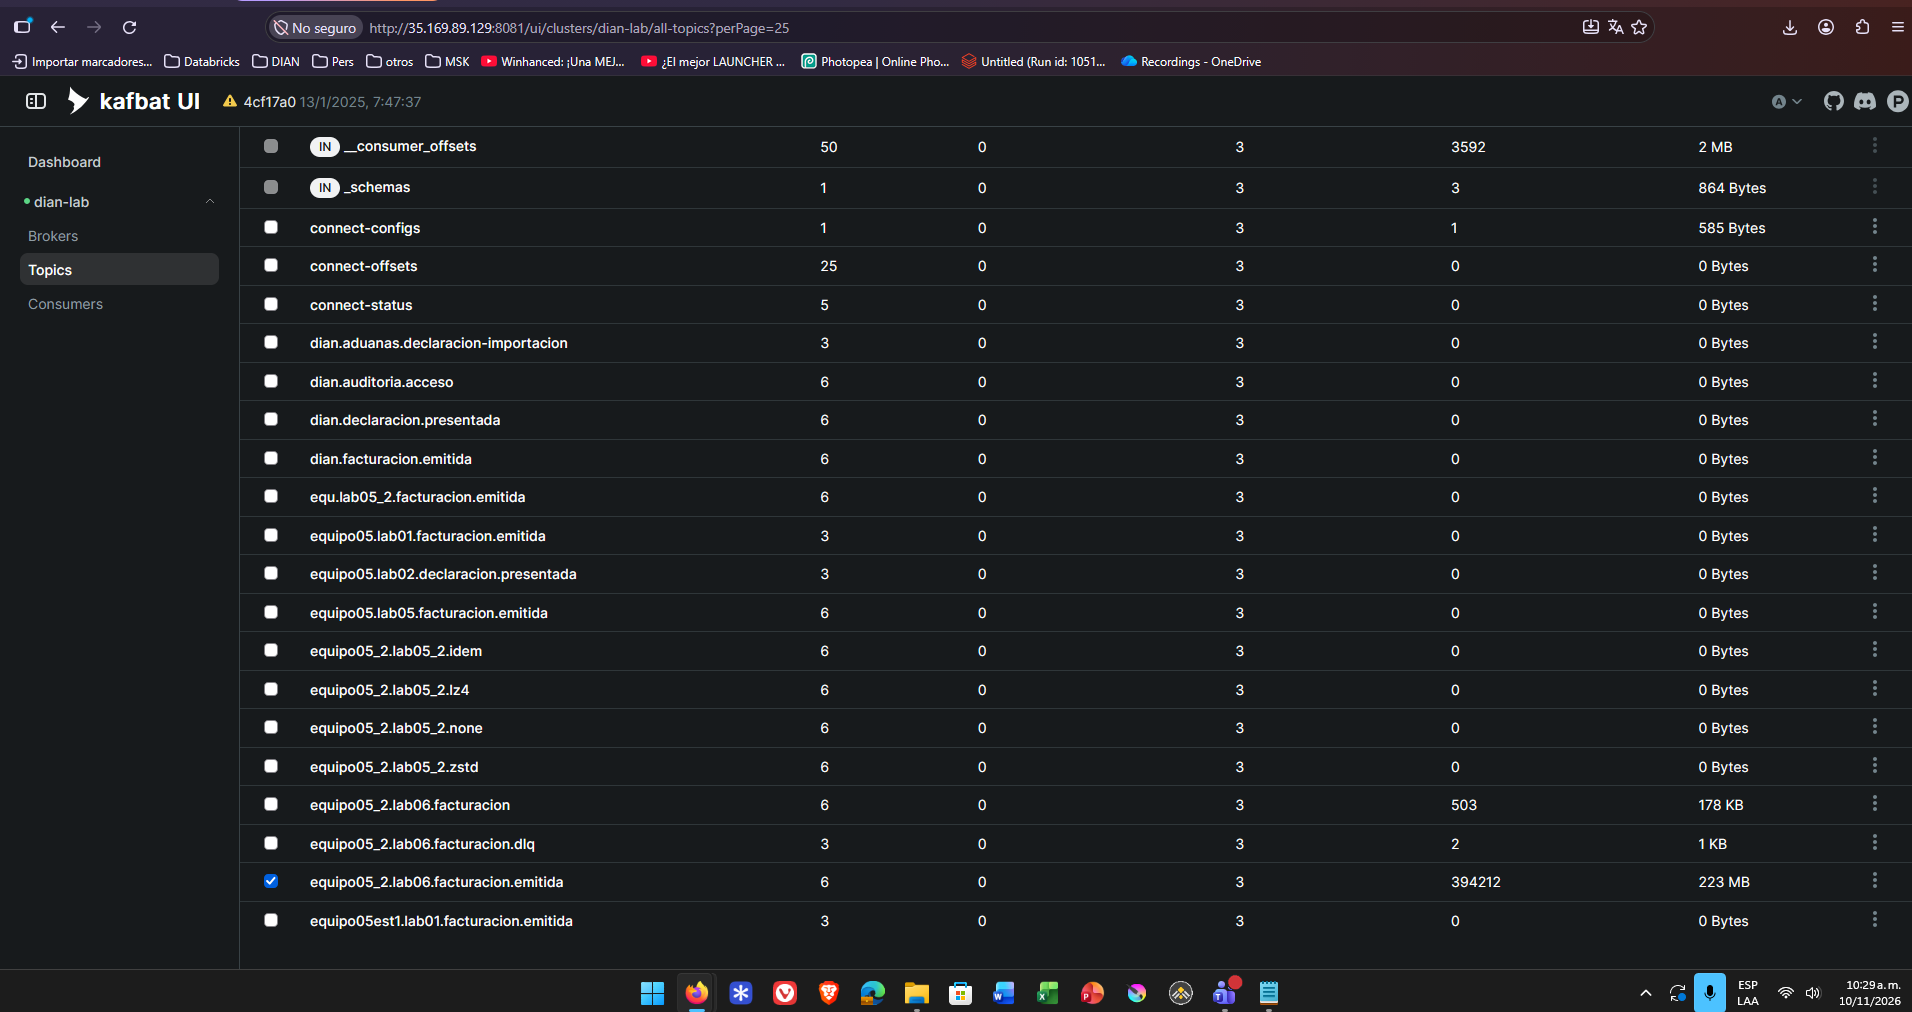 No seguro http://35.169.89.129:8081/ui/clusters/dian-lab/all-topics?perPage=25
Importar marcadores... Databricks DIAN Pers otros MSK Winhanced: ¡Una MEJ... ¿El mejor LAUNCHER ... Photopea | Online Pho... Untitled (Run id: 1051... Recordings - OneDrive
kafbat UI 4cf17a0 13/1/2025, 7:47:37 A P
Dashboard
dian-lab
Brokers
Topics
Consumers
IN __consumer_offsets 50 0 3 3592 2 MB
IN _schemas 1 0 3 3 864 Bytes
connect-configs 1 0 3 1 585 Bytes
connect-offsets 25 0 3 0 0 Bytes
connect-status 5 0 3 0 0 Bytes
dian.aduanas.declaracion-importacion 3 0 3 0 0 Bytes
dian.auditoria.acceso 6 0 3 0 0 Bytes
dian.declaracion.presentada 6 0 3 0 0 Bytes
dian.facturacion.emitida 6 0 3 0 0 Bytes
equ.lab05_2.facturacion.emitida 6 0 3 0 0 Bytes
equipo05.lab01.facturacion.emitida 3 0 3 0 0 Bytes
equipo05.lab02.declaracion.presentada 3 0 3 0 0 Bytes
equipo05.lab05.facturacion.emitida 6 0 3 0 0 Bytes
equipo05_2.lab05_2.idem 6 0 3 0 0 Bytes
equipo05_2.lab05_2.lz4 6 0 3 0 0 Bytes
equipo05_2.lab05_2.none 6 0 3 0 0 Bytes
equipo05_2.lab05_2.zstd 6 0 3 0 0 Bytes
equipo05_2.lab06.facturacion 6 0 3 503 178 KB
equipo05_2.lab06.facturacion.dlq 3 0 3 2 1 KB
equipo05_2.lab06.facturacion.emitida 6 0 3 394212 223 MB
equipo05est1.lab01.facturacion.emitida 3 0 3 0 0 Bytes
ESP
LAA
10:29 a. m.
10/11/2026